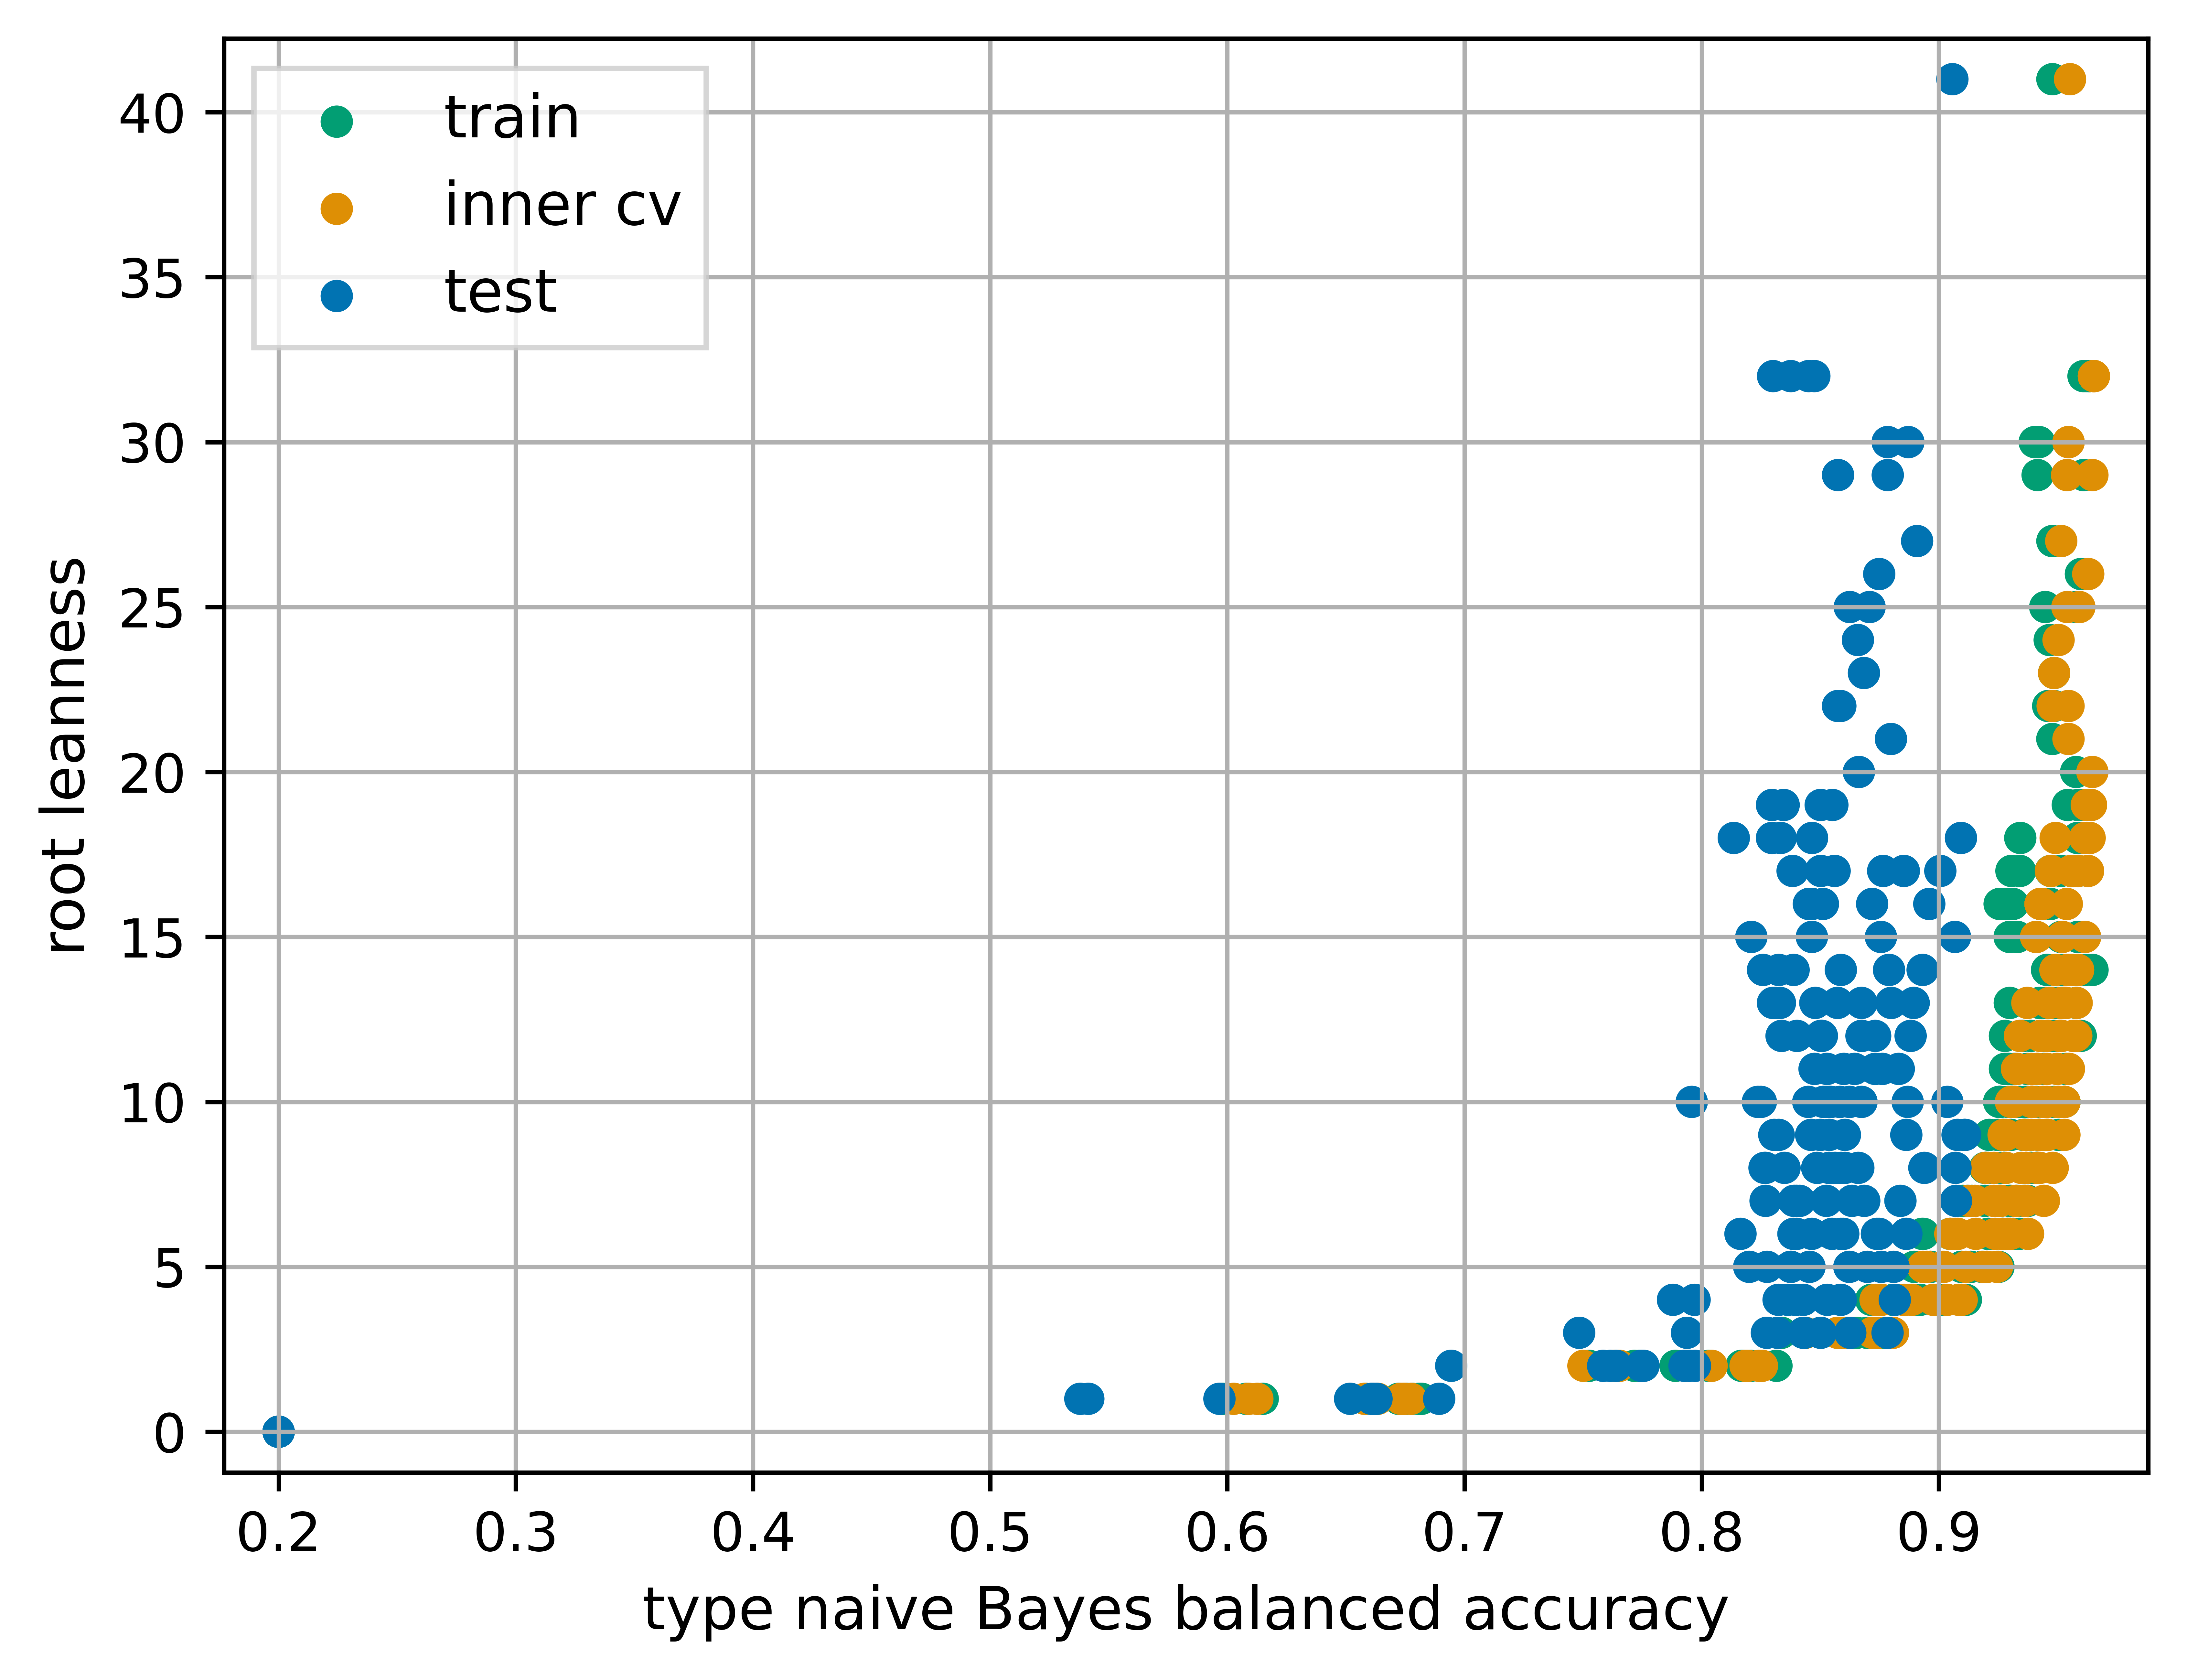 train
inner cv
test
40
35
30
25
20
15
10
5
0
root leanness
0.2 0.3 0.4 0.5 0.6 0.7 0.8 0.9
type naive Bayes balanced accuracy